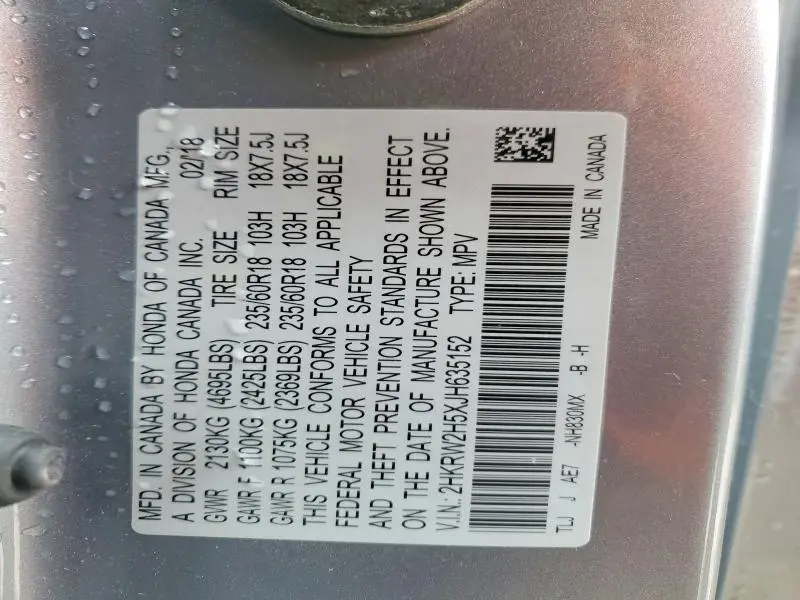 MFD. IN CANADA BY HONDA OF CANADA MFG.,
A DIVISION OF HONDA CANADA INC. 02/18
GVWR 2130KG (4695LBS) TIRE SIZE RIM SIZE
GAWR F 1100KG (2425LBS) 235/60R18 103H 18X7.5J
GAWR R 1075KG (2369LBS) 235/60R18 103H 18X7.5J
THIS VEHICLE CONFORMS TO ALL APPLICABLE
FEDERAL MOTOR VEHICLE SAFETY
AND THEFT PREVENTION STANDARDS IN EFFECT
ON THE DATE OF MANUFACTURE SHOWN ABOVE.
V.I.N.: 2HKRW2H5XJH635152 TYPE: MPV
TLJ J AE7 -NH830MX -B -H MADE IN CANADA